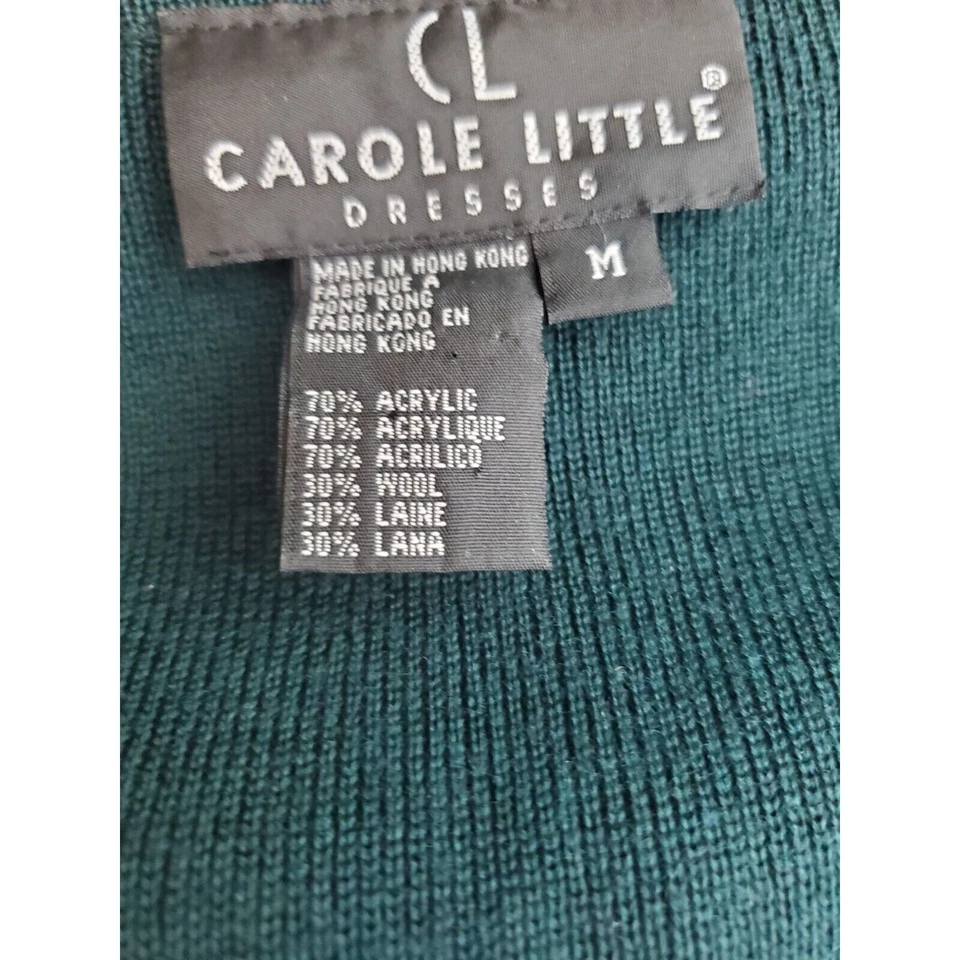 CL
CAROLE LITTLE®
DRESSES
M
MADE IN HONG KONG
FABRIQUE A
HONG KONG
FABRICADO EN
HONG KONG
70% ACRYLIC
70% ACRYLIQUE
70% ACRILICO
30% WOOL
30% LAINE
30% LANA